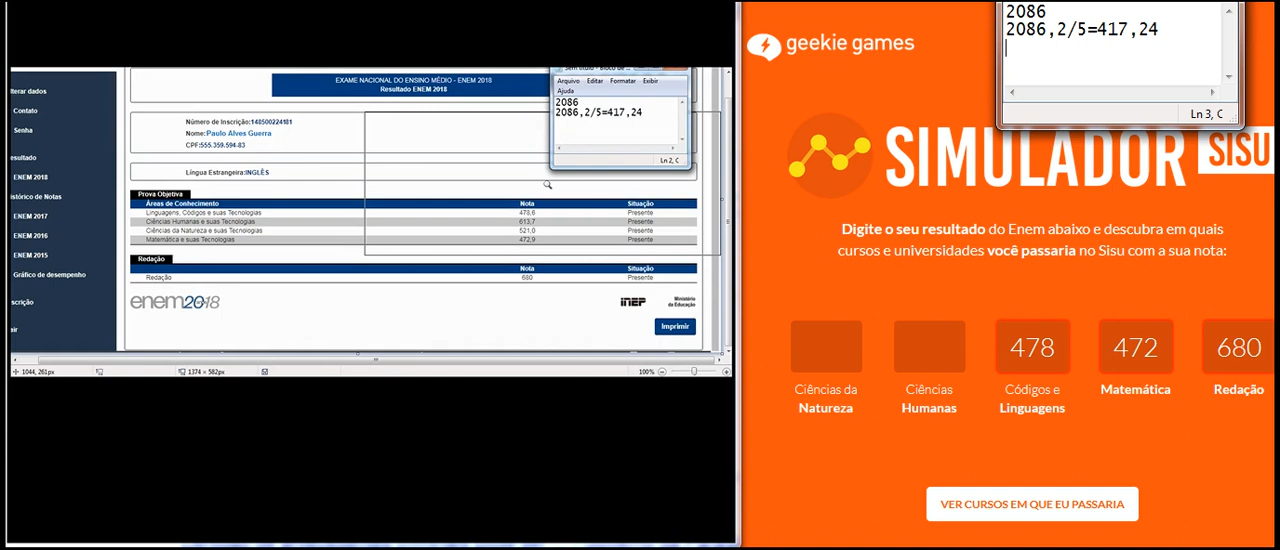 EXAME NACIONAL DO ENSINO MÉDIO - ENEM 2018
Resultado ENEM 2018
Arquivo Editar Formatar Exibir
Ajuda
2086
2086,2/5=417,24
Ln 2, C
lterar dados
Contato
Senha
esultado
ENEM 2018
istórico de Notas
ENEM 2017
ENEM 2016
ENEM 2015
Gráfico de desempenho
scrição
air
Número de Inscrição:148500224181
Nome:Paulo Alves Guerra
CPF:555.359.594-83
Língua Estrangeira:INGLÊS
Prova Objetiva
Áreas de Conhecimento Nota Situação
Linguagens, Códigos e suas Tecnologias 478,6 Presente
Ciências Humanas e suas Tecnologias 613,7 Presente
Ciências da Natureza e suas Tecnologias 521,0 Presente
Matemática e suas Tecnologias 472,9 Presente
Redação
Nota Situação
Redação 680 Presente
enem2018
INEP
Ministério
da Educação
Imprimir
1044, 261px
1374 × 582px
100%
geekie games
2086
2086,2/5=417,24
Ln 3, C
SIMULADOR SISU
Digite o seu resultado do Enem abaixo e descubra em quais
cursos e universidades você passaria no Sisu com a sua nota:
478 472 680
Ciências da
Natureza
Ciências
Humanas
Códigos e
Linguagens
Matemática
Redação
VER CURSOS EM QUE EU PASSARIA